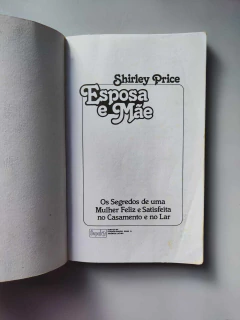 Shirley Price
Esposa
e Mãe
Os Segredos de uma
Mulher Feliz e Satisfeita
no Casamento e no Lar